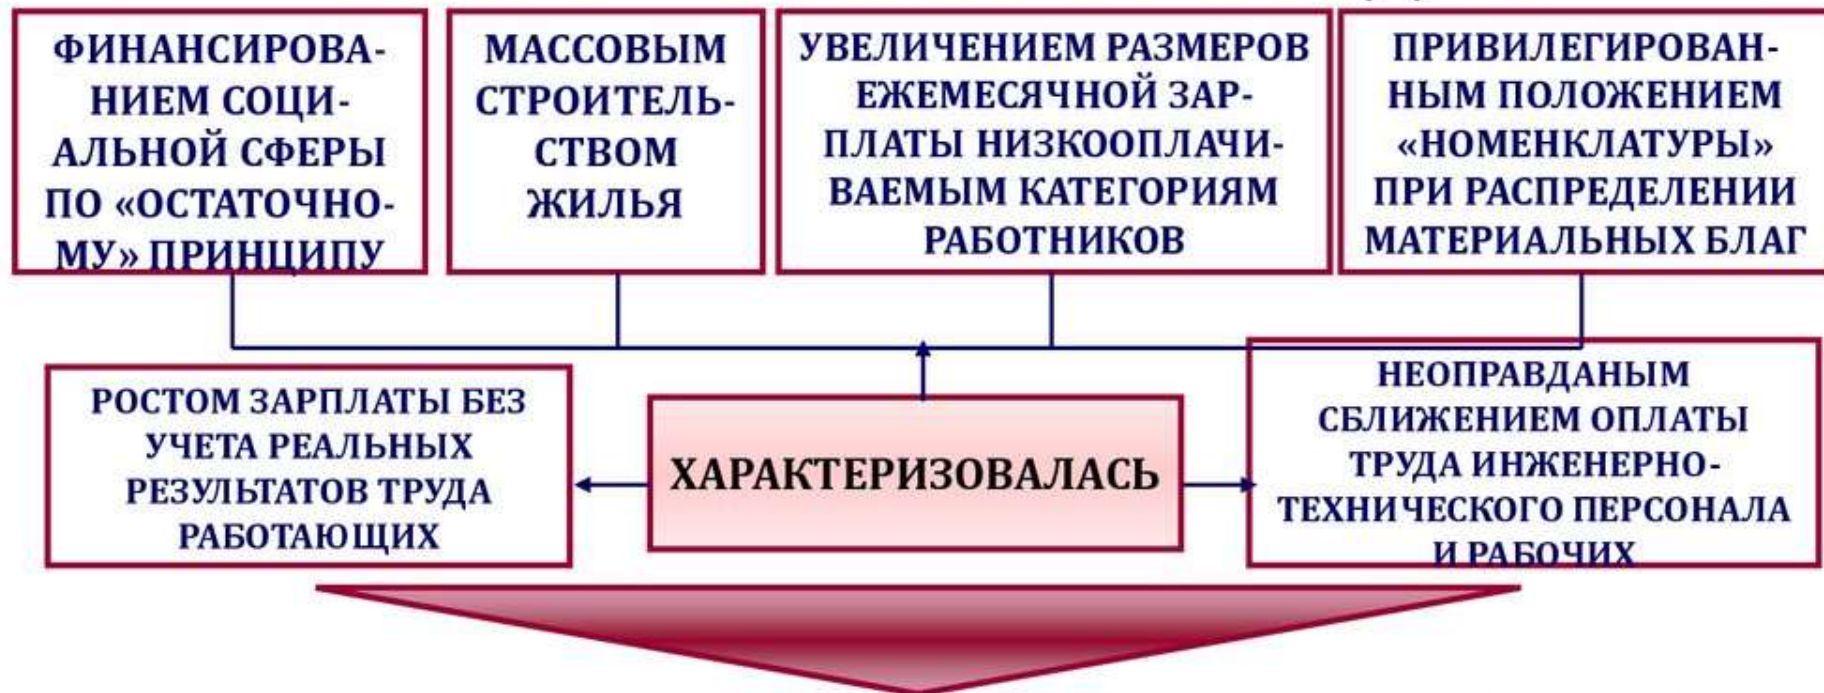 ФИНАНСИРОВА-
НИЕМ СОЦИ-
АЛЬНОЙ СФЕРЫ
ПО «ОСТАТОЧНО-
МУ» ПРИНЦИПУ
МАССОВЫМ
СТРОИТЕЛЬ-
СТВОМ
ЖИЛЬЯ
УВЕЛИЧЕНИЕМ РАЗМЕРОВ
ЕЖЕМЕСЯЧНОЙ ЗАР-
ПЛАТЫ НИЗКООПЛАЧИ-
ВАЕМЫМ КАТЕГОРИЯМ
РАБОТНИКОВ
ПРИВИЛЕГИРОВАН-
НЫМ ПОЛОЖЕНИЕМ
«НОМЕНКЛАТУРЫ»
ПРИ РАСПРЕДЕЛЕНИИ
МАТЕРИАЛЬНЫХ БЛАГ
РОСТОМ ЗАРПЛАТЫ БЕЗ
УЧЕТА РЕАЛЬНЫХ
РЕЗУЛЬТАТОВ ТРУДА
РАБОТАЮЩИХ
ХАРАКТЕРИЗОВАЛАСЬ
НЕОПРАВДАНЫМ
СБЛИЖЕНИЕМ ОПЛАТЫ
ТРУДА ИНЖЕНЕРНО-
ТЕХНИЧЕСКОГО ПЕРСОНАЛА
И РАБОЧИХ